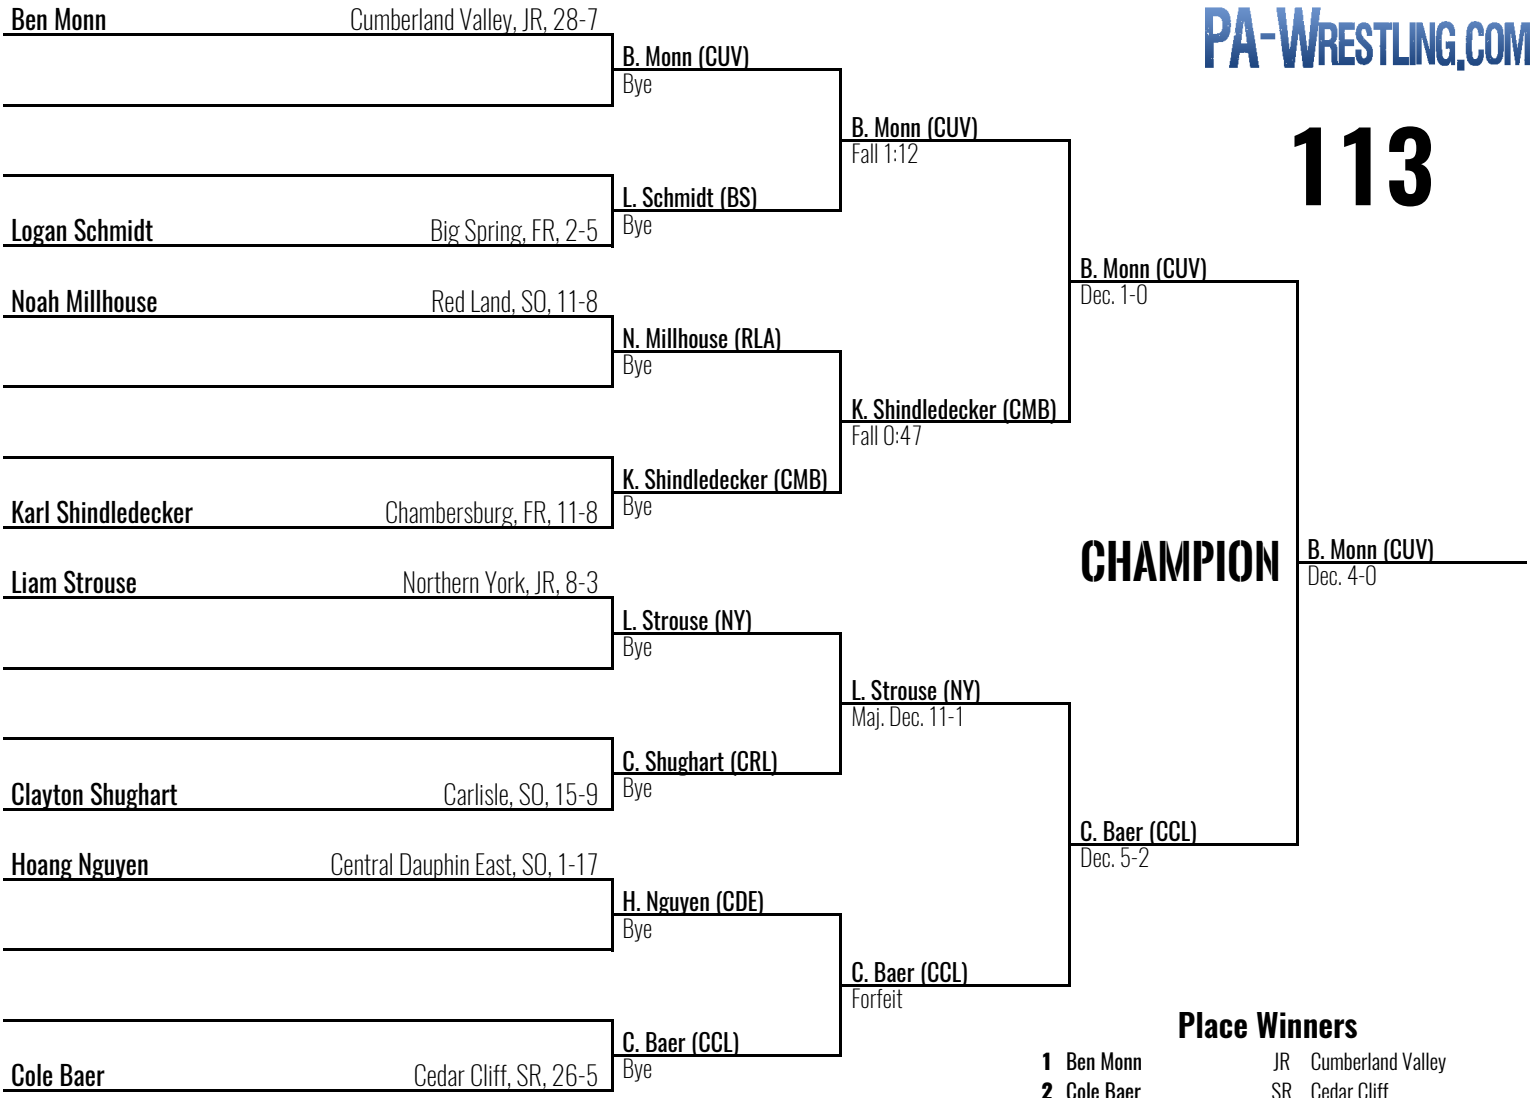 Ben Monn Cumberland Valley, JR, 28-7
PA-WRESTLING.COM
B. Monn (CUV)
Bye
113
B. Monn (CUV)
Fall 1:12
L. Schmidt (BS)
Bye
Logan Schmidt Big Spring, FR, 2-5
B. Monn (CUV)
Dec. 1-0
Noah Millhouse Red Land, SO, 11-8
N. Millhouse (RLA)
Bye
K. Shindledecker (CMB)
Fall 0:47
K. Shindledecker (CMB)
Bye
Karl Shindledecker Chambersburg, FR, 11-8
CHAMPION
B. Monn (CUV)
Dec. 4-0
Liam Strouse Northern York, JR, 8-3
L. Strouse (NY)
Bye
L. Strouse (NY)
Maj. Dec. 11-1
C. Shughart (CRL)
Bye
Clayton Shughart Carlisle, SO, 15-9
C. Baer (CCL)
Dec. 5-2
Hoang Nguyen Central Dauphin East, SO, 1-17
H. Nguyen (CDE)
Bye
C. Baer (CCL)
Forfeit
C. Baer (CCL)
Bye
Cole Baer Cedar Cliff, SR, 26-5
Place Winners
1 Ben Monn JR Cumberland Valley
2 Cole Baer SR Cedar Cliff